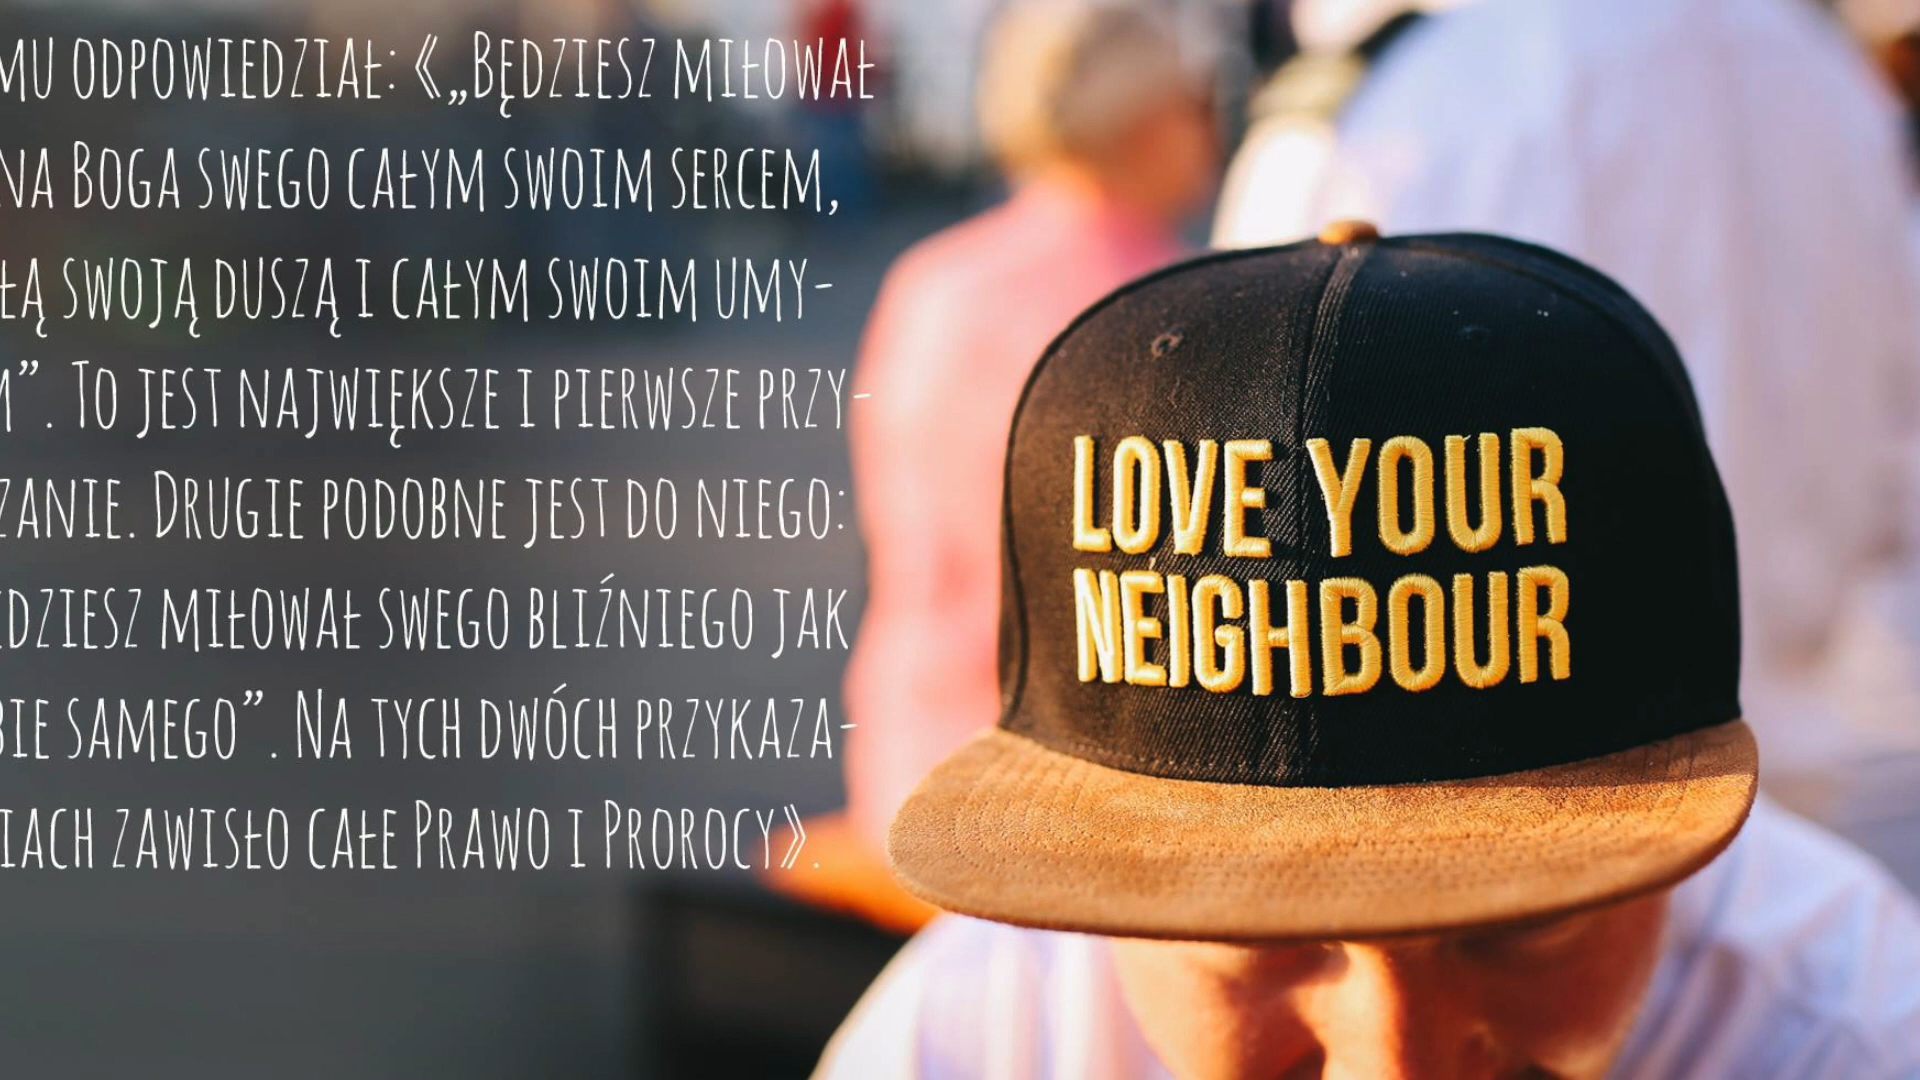 MU ODPOWIEDZIAŁ: 《„BĘDZIESZ MIŁOWAŁ
NA BOGA SWEGO CAŁYM SWOIM SERCEM,
ŁĄ SWOJĄ DUSZĄ I CAŁYM SWOIM UMY-
M”. TO JEST NAJWIĘKSZE I PIERWSZE PRZY-
ZANIE. DRUGIE PODOBNE JEST DO NIEGO:
DZIESZ MIŁOWAŁ SWEGO BLIŹNIEGO JAK
BIE SAMEGO”. NA TYCH DWÓCH PRZYKAZA-
IACH ZAWISŁO CAŁE PRAWO I PROROCY》.
LOVE YOUR
NEIGHBOUR